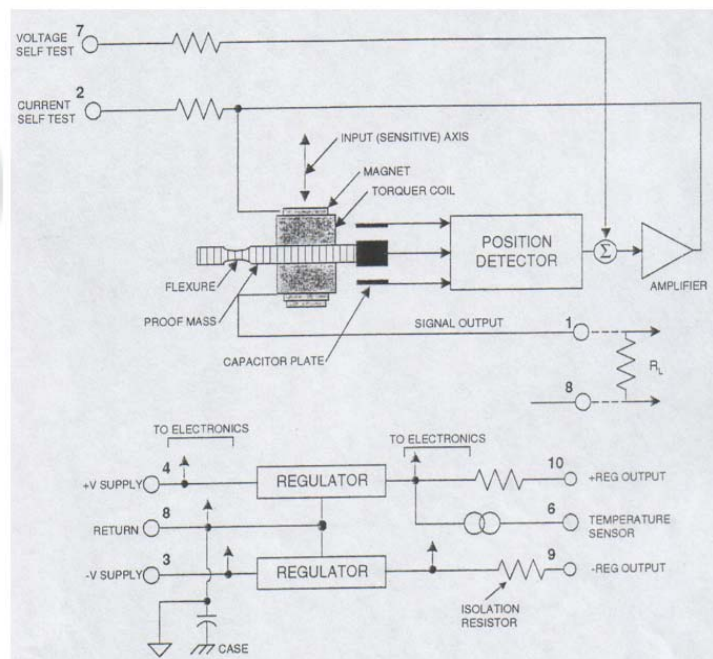 7
VOLTAGE
SELF TEST
2
CURRENT
SELF TEST
INPUT (SENSITIVE) AXIS
MAGNET
TORQUER COIL
POSITION
DETECTOR
Σ
AMPLIFIER
FLEXURE
PROOF MASS
CAPACITOR PLATE
SIGNAL OUTPUT
1
R_L
8
TO ELECTRONICS
TO ELECTRONICS
4
+V SUPPLY
REGULATOR
10
+REG OUTPUT
8
RETURN
6
TEMPERATURE
SENSOR
3
-V SUPPLY
REGULATOR
9
-REG OUTPUT
ISOLATION
RESISTOR
CASE